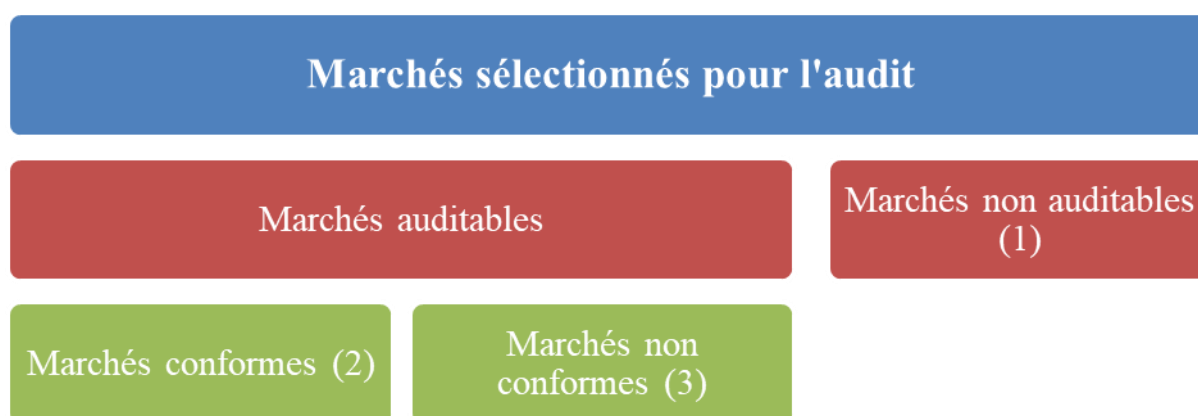 Marchés sélectionnés pour l'audit
Marchés auditables
Marchés non auditables
(1)
Marchés conformes (2)
Marchés non
conformes (3)